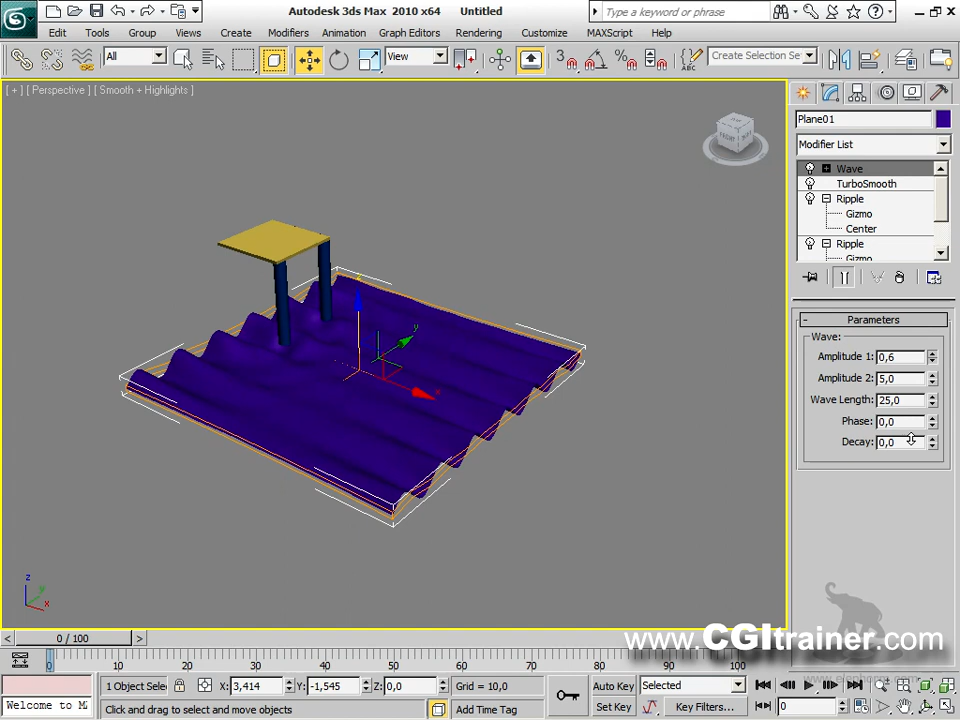 Autodesk 3ds Max 2010 x64 Untitled
Type a keyword or phrase
Edit Tools Group Views Create Modifiers Animation Graph Editors Rendering Customize MAXScript Help
All
View
3
Create Selection Se
[ + ] [ Perspective ] [ Smooth + Highlights ]
Plane01
Modifier List
Wave
TurboSmooth
Ripple
Gizmo
Center
Ripple
Gizmo
Parameters
Wave:
Amplitude 1: 0,6
Amplitude 2: 5,0
Wave Length: 25,0
Phase: 0,0
Decay: 0,0
FRONT
x
y
z
x
y
0 / 100
www.CGItrainer.com
0 10 20 30 40 50 60 70 80 90 100
1 Object Selec
X: 3,414 Y: -1,545 Z: 0,0
Grid = 10,0
Auto Key
Selected
Welcome to M
Click and drag to select and move objects
Add Time Tag
Set Key
Key Filters...
0